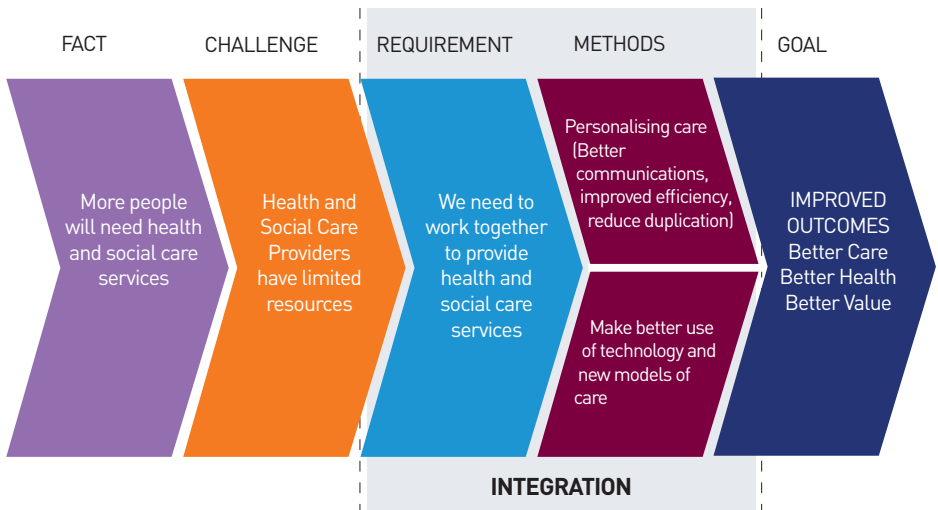 FACT
CHALLENGE
REQUIREMENT
METHODS
GOAL
More people
will need health
and social care
services
Health and
Social Care
Providers
have limited
resources
We need to
work together
to provide
health and
social care
services
Personalising care
(Better
communications,
improved efficiency,
reduce duplication)
Make better use
of technology and
new models of
care
IMPROVED
OUTCOMES
Better Care
Better Health
Better Value
INTEGRATION